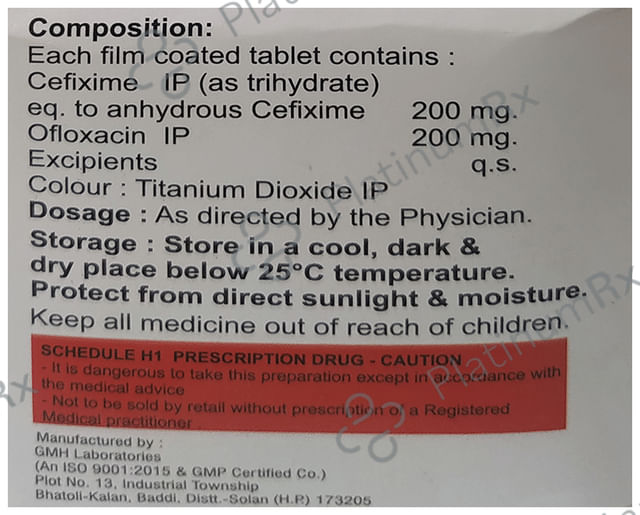 Composition:
Each film coated tablet contains :
Cefixime IP (as trihydrate)
eq. to anhydrous Cefixime 200 mg.
Ofloxacin IP 200 mg.
Excipients q.s.
Colour : Titanium Dioxide IP
Dosage : As directed by the Physician.
Storage : Store in a cool, dark &
dry place below 25°C temperature.
Protect from direct sunlight & moisture.
Keep all medicine out of reach of children.
SCHEDULE H1 PRESCRIPTION DRUG - CAUTION
- It is dangerous to take this preparation except in accordance with
the medical advice
- Not to be sold by retail without prescription of a Registered
Medical practitioner
Manufactured by :
GMH Laboratories
(An ISO 9001:2015 & GMP Certified Co.)
Plot No. 13, Industrial Township
Bhatoli-Kalan, Baddi, Distt.-Solan (H.P.) 173205
PlatinumRx
PlatinumRx